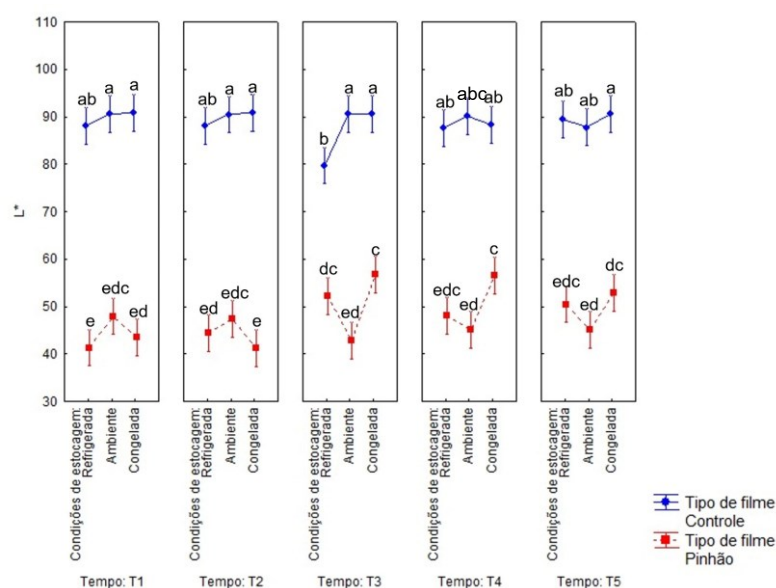 110
100
90
80
70
60
50
40
30
L*
ab a a
e edc ed
Condições de estocagem:
Refrigerada
Ambiente
Congelada
Tempo: T1
ab a a
ed edc e
Condições de estocagem:
Refrigerada
Ambiente
Congelada
Tempo: T2
b a a
dc ed c
Condições de estocagem:
Refrigerada
Ambiente
Congelada
Tempo: T3
ab abc ab
edc ed c
Condições de estocagem:
Refrigerada
Ambiente
Congelada
Tempo: T4
ab ab a
edc ed dc
Condições de estocagem:
Refrigerada
Ambiente
Congelada
Tempo: T5
Tipo de filme
Controle
Tipo de filme
Pinhão